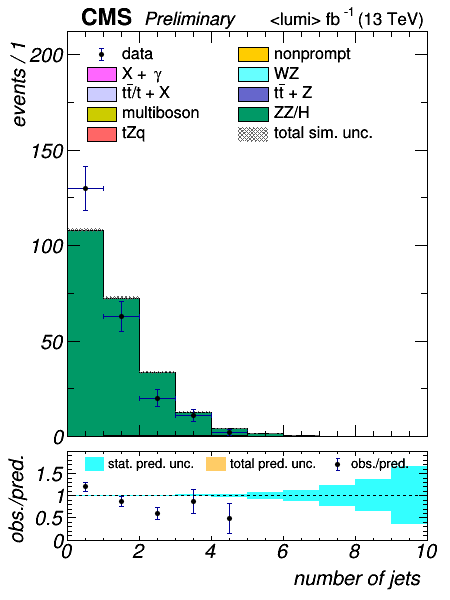 CMS Preliminary <lumi> fb⁻¹ (13 TeV)
events / 1
200
150
100
50
0
data
nonprompt
X + γ
WZ
tt̄/t + X
tt̄ + Z
multiboson
ZZ/H
tZq
total sim. unc.
obs./pred.
1.5
1
0.5
0
stat. pred. unc.
total pred. unc.
obs./pred.
0 2 4 6 8 10
number of jets